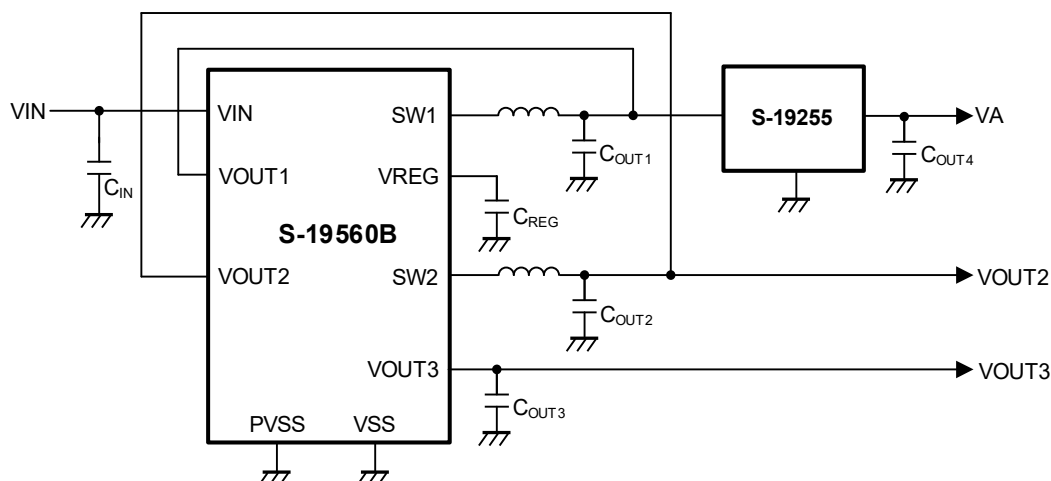 VIN
C_IN
VIN
VOUT1
VOUT2
S-19560B
PVSS
VSS
SW1
VREG
SW2
VOUT3
C_OUT1
C_REG
C_OUT2
C_OUT3
S-19255
C_OUT4
VA
VOUT2
VOUT3